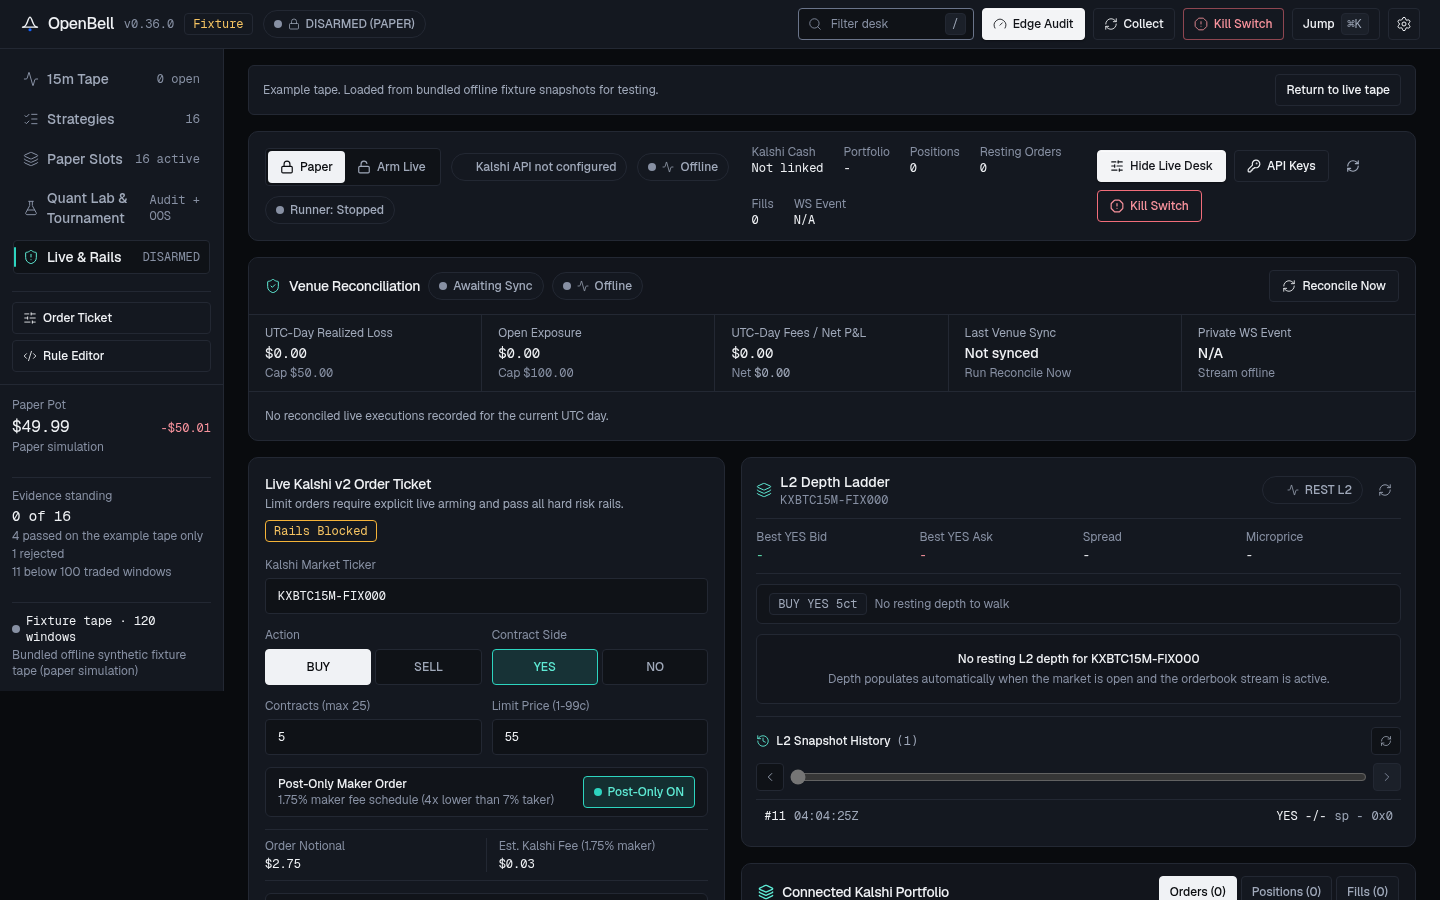 OpenBell v0.36.0 Fixture DISARMED (PAPER) Filter desk / Edge Audit Collect Kill Switch Jump ⌘K
15m Tape 0 open
Strategies 16
Paper Slots 16 active
Quant Lab & Tournament Audit + OOS
Live & Rails DISARMED
Order Ticket
Rule Editor
Paper Pot
$49.99 -$50.01
Paper simulation
Evidence standing
0 of 16
4 passed on the example tape only
1 rejected
11 below 100 traded windows
Fixture tape · 120
windows
Bundled offline synthetic fixture
tape (paper simulation)
Example tape. Loaded from bundled offline fixture snapshots for testing. Return to live tape
Paper Arm Live Kalshi API not configured Offline
Runner: Stopped
Kalshi Cash Portfolio Positions Resting Orders
Not linked - 0 0
Fills WS Event
0 N/A
Hide Live Desk API Keys
Kill Switch
Venue Reconciliation Awaiting Sync Offline Reconcile Now
UTC-Day Realized Loss Open Exposure UTC-Day Fees / Net P&L Last Venue Sync Private WS Event
$0.00 $0.00 $0.00 Not synced N/A
Cap $50.00 Cap $100.00 Net $0.00 Run Reconcile Now Stream offline
No reconciled live executions recorded for the current UTC day.
Live Kalshi v2 Order Ticket
Limit orders require explicit live arming and pass all hard risk rails.
Rails Blocked
Kalshi Market Ticker
KXBTC15M-FIX000
Action Contract Side
BUY SELL YES NO
Contracts (max 25) Limit Price (1-99c)
5 55
Post-Only Maker Order
1.75% maker fee schedule (4x lower than 7% taker) Post-Only ON
Order Notional Est. Kalshi Fee (1.75% maker)
$2.75 $0.03
L2 Depth Ladder
KXBTC15M-FIX000 REST L2
Best YES Bid Best YES Ask Spread Microprice
- - - -
BUY YES 5ct No resting depth to walk
No resting L2 depth for KXBTC15M-FIX000
Depth populates automatically when the market is open and the orderbook stream is active.
L2 Snapshot History (1)
#11 04:04:25Z YES -/- sp - 0x0
Connected Kalshi Portfolio Orders (0) Positions (0) Fills (0)